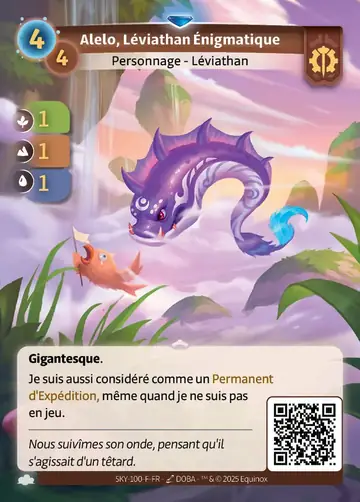 4
4
Alelo, Léviathan Énigmatique
Personnage - Léviathan
1
1
1
Gigantesque.
Je suis aussi considéré comme un Permanent
d'Expédition, même quand je ne suis pas
en jeu.
Nous suivîmes son onde, pensant qu'il
s'agissait d'un têtard.
SKY-100-F-FR - DOBA - ™ & © 2025 Equinox